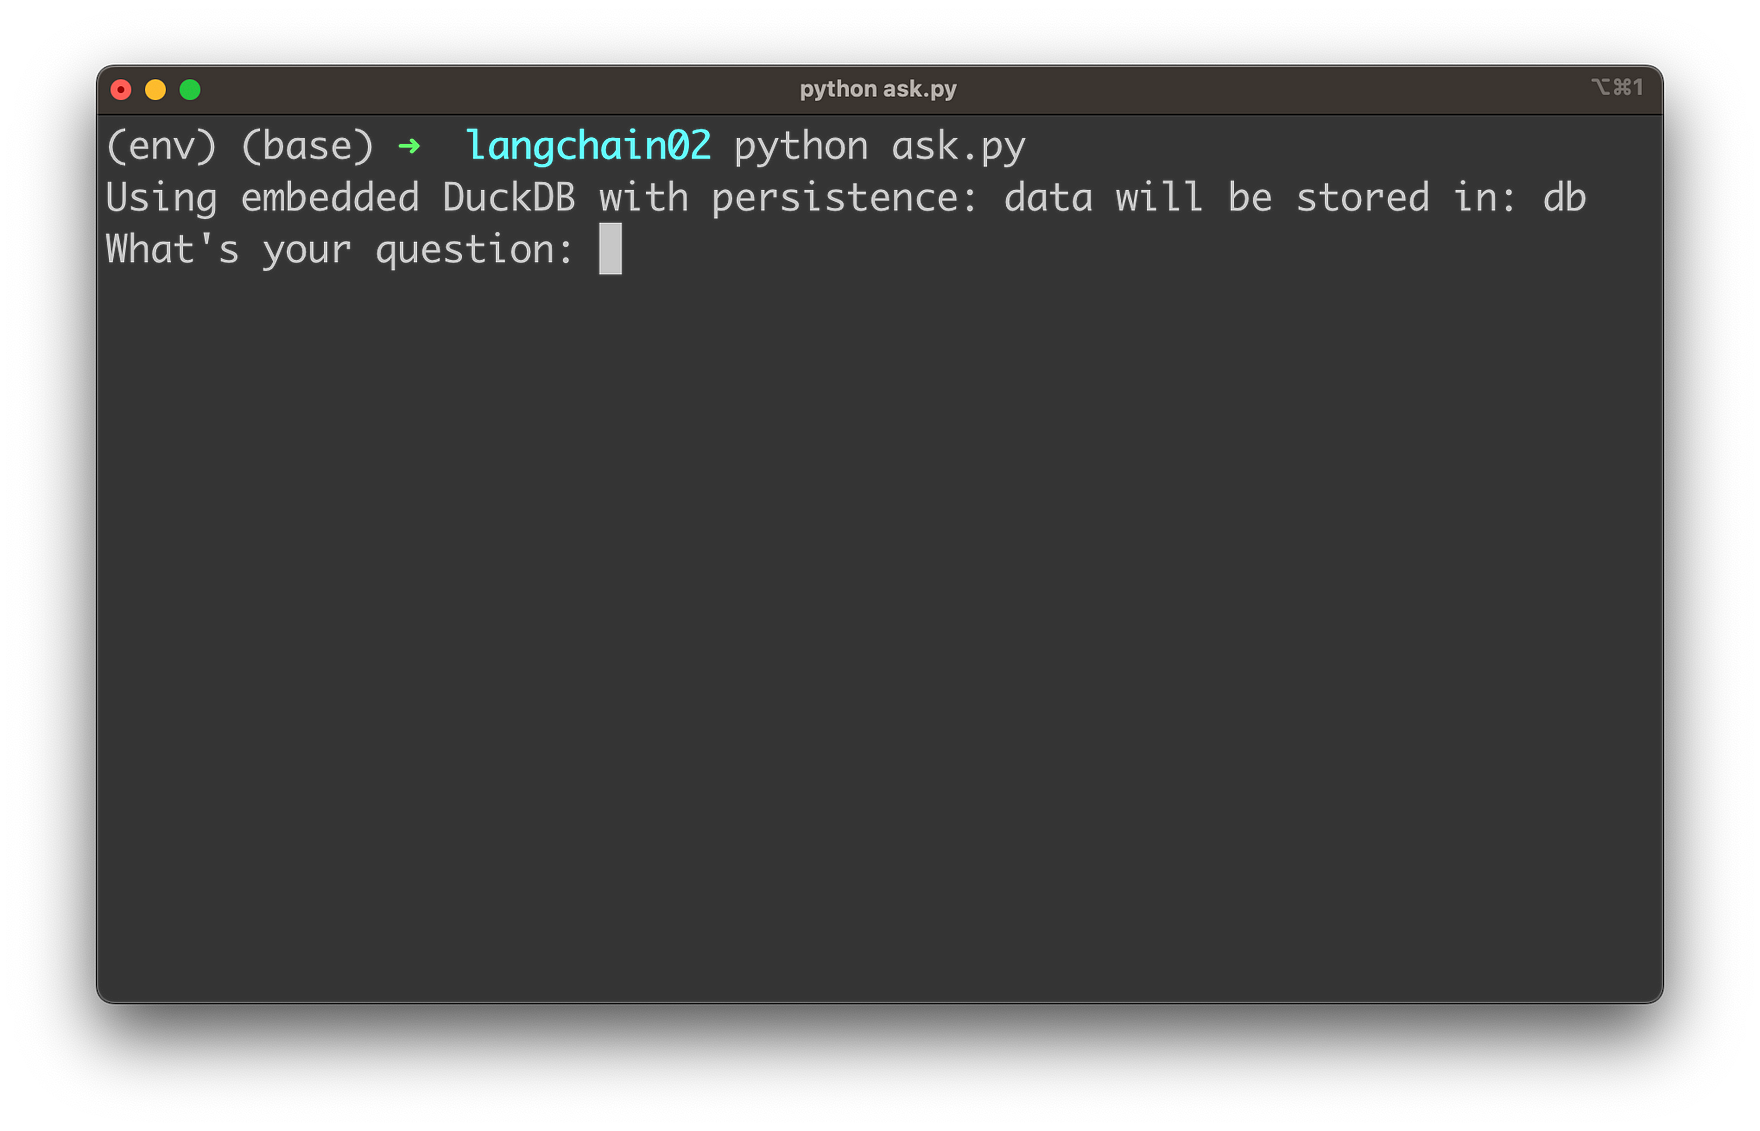 python ask.py
⌥⌘1
(env) (base) ➜  langchain02 python ask.py
Using embedded DuckDB with persistence: data will be stored in: db
What's your question: